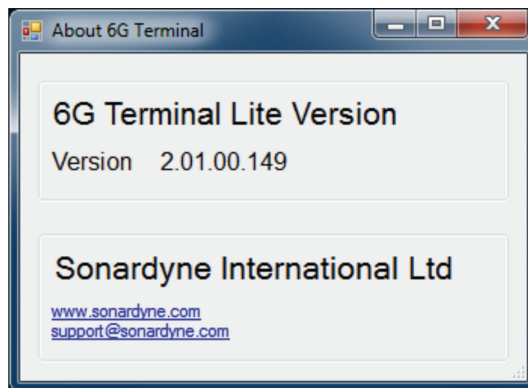 About 6G Terminal
6G Terminal Lite Version
Version 2.01.00.149
Sonardyne International Ltd
www.sonardyne.com
support@sonardyne.com